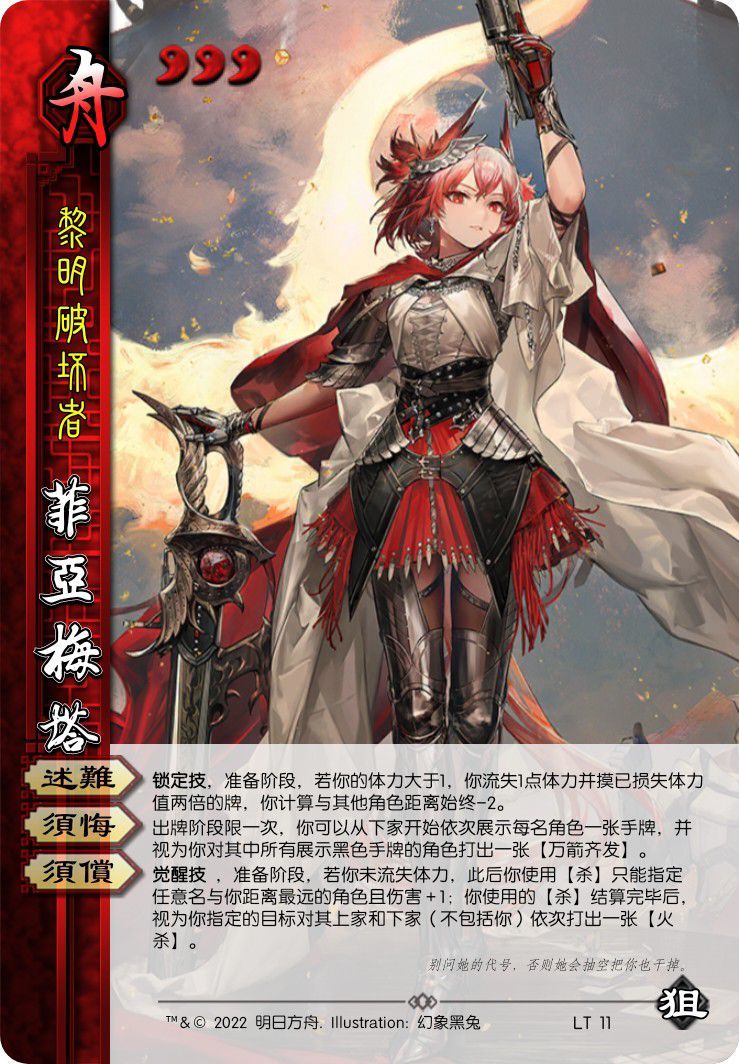 舟
黎明破坏者
菲亞梅塔
述難
锁定技，准备阶段，若你的体力大于1，你流失1点体力并摸已损失体力
值两倍的牌，你计算与其他角色距离始终-2。
須悔
出牌阶段限一次，你可以从下家开始依次展示每名角色一张手牌，并
视为你对其中所有展示黑色手牌的角色打出一张【万箭齐发】。
須償
觉醒技 ，准备阶段，若你未流失体力，此后你使用【杀】只能指定
任意名与你距离最远的角色且伤害+1；你使用的【杀】结算完毕后，
视为你指定的目标对其上家和下家（不包括你）依次打出一张【火
杀】。
别问她的代号，否则她会抽空把你也干掉。
狙
™&© 2022 明日方舟. Illustration: 幻象黑兔
LT 11